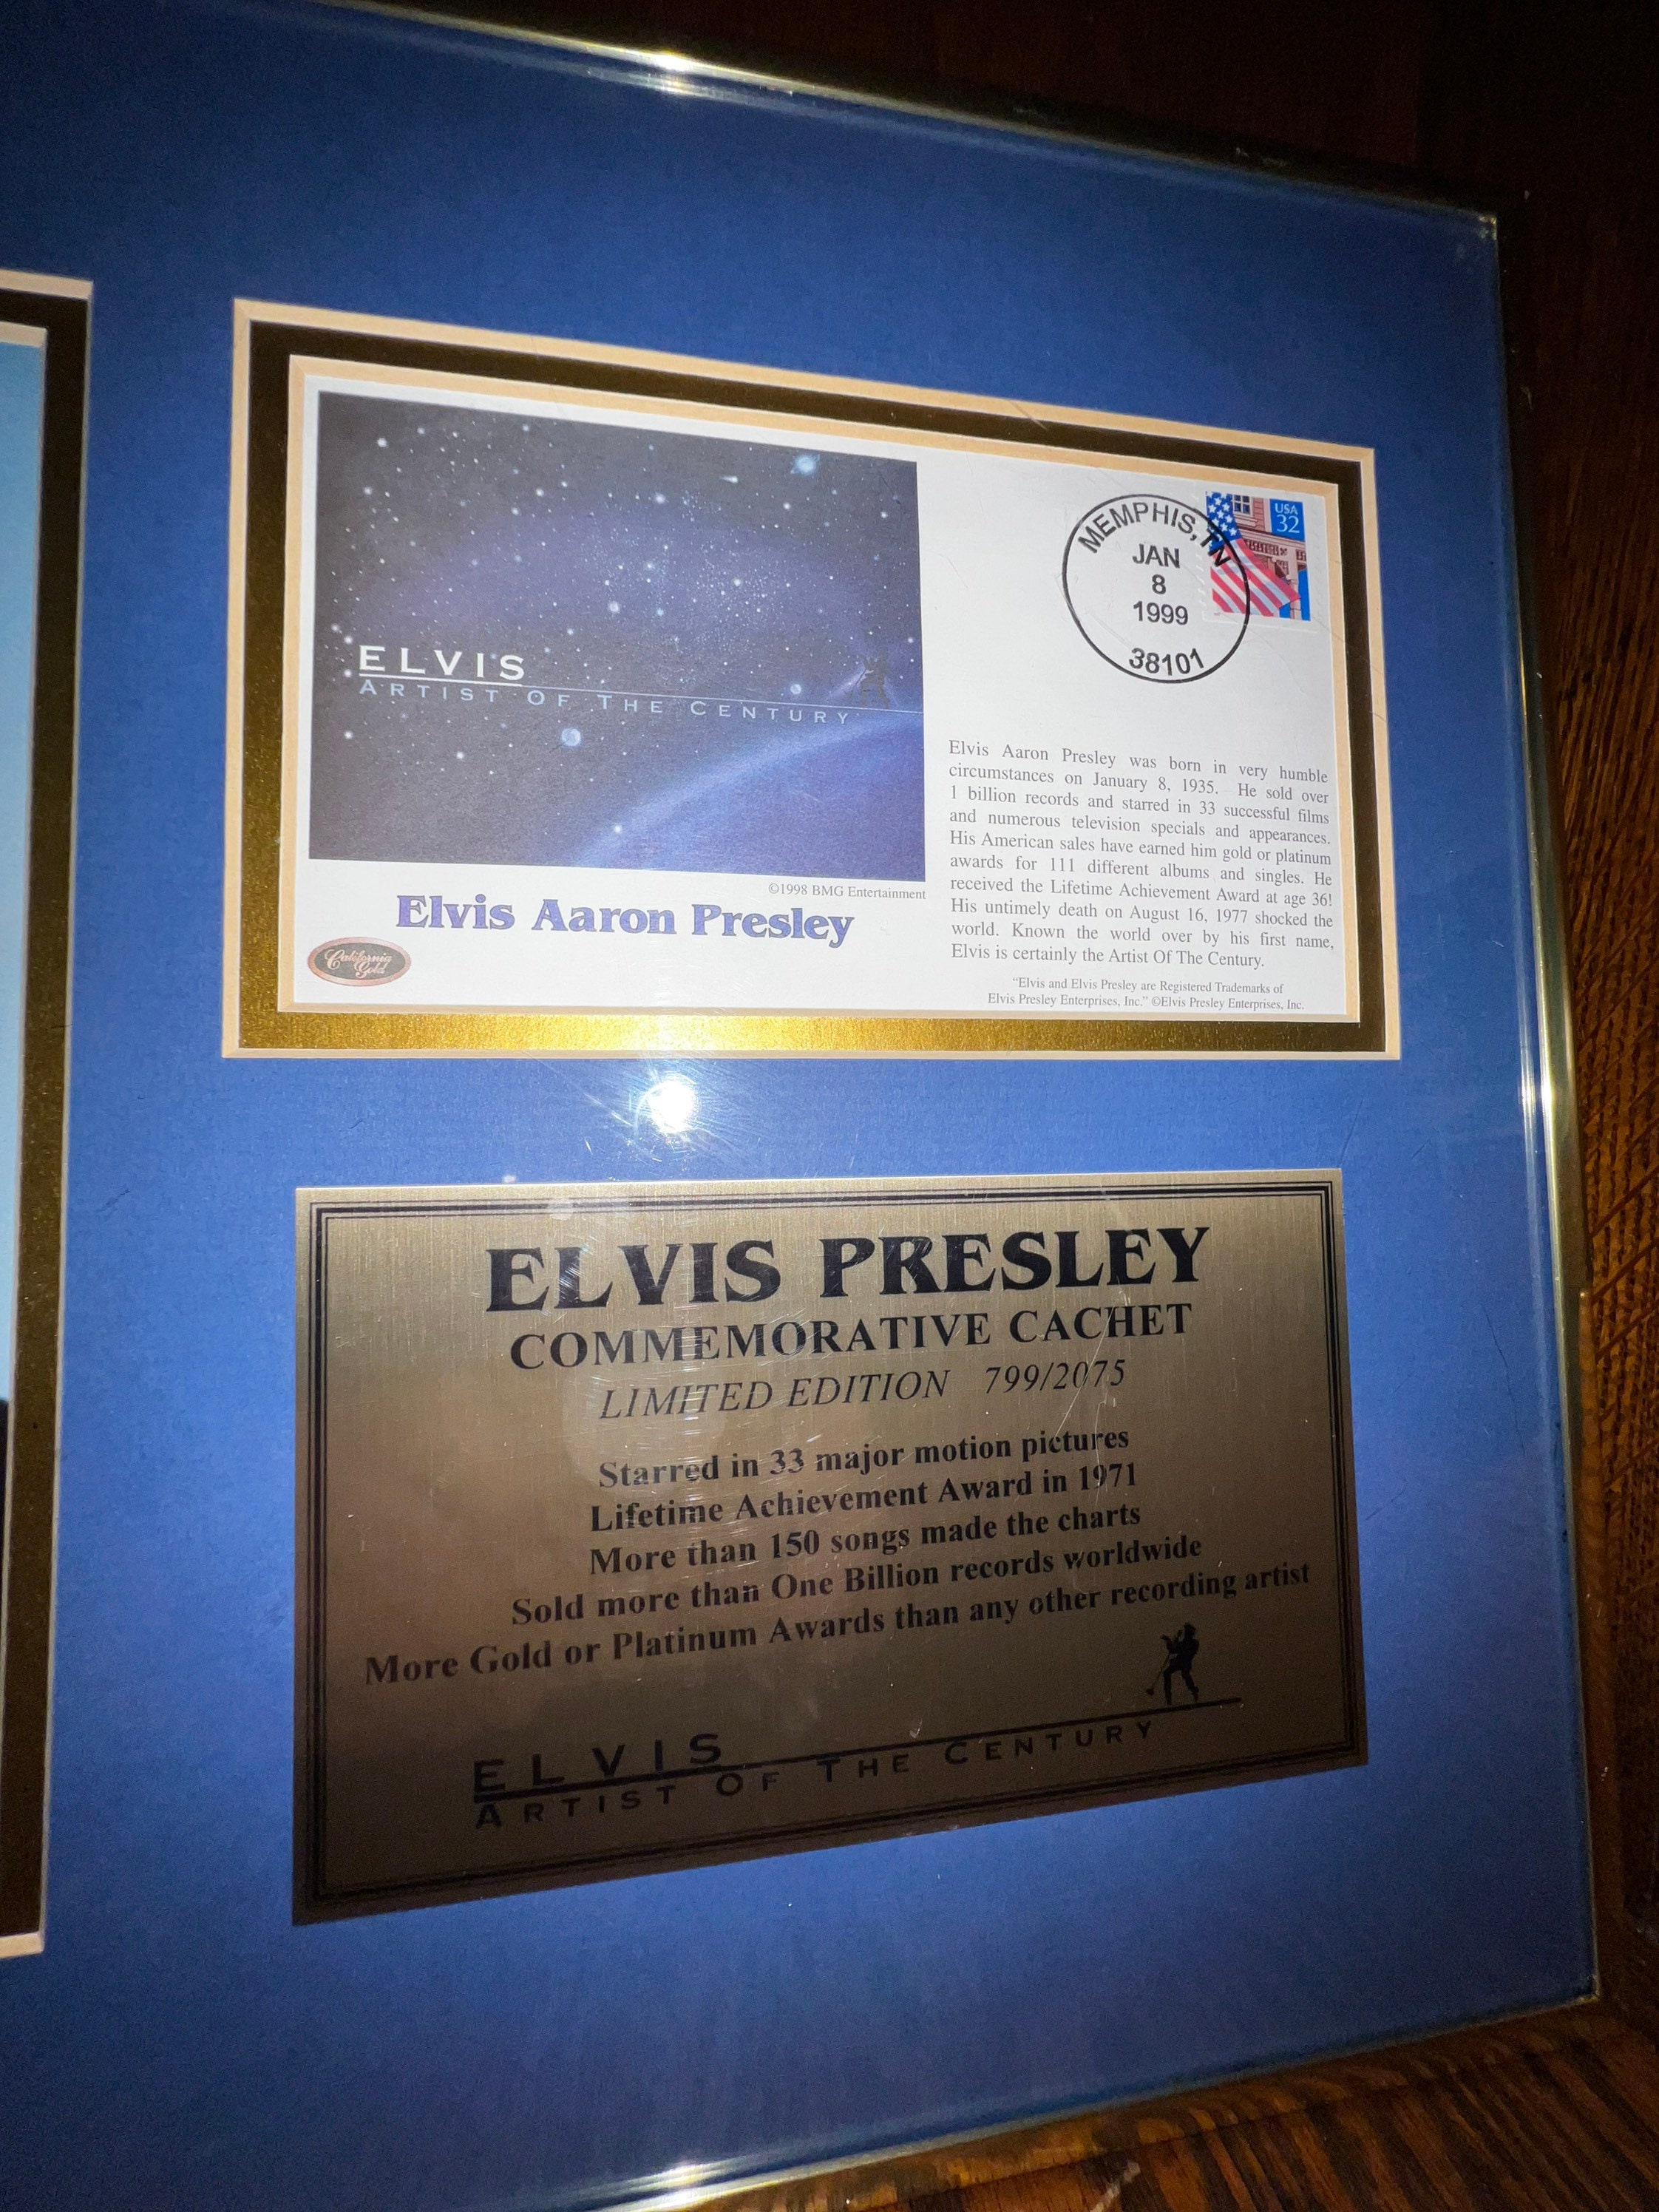 ELVIS
ARTIST OF THE CENTURY
©1998 BMG Entertainment
Elvis Aaron Presley
California
Gold
MEMPHIS, TN
JAN
8
1999
38101
USA
32
Elvis Aaron Presley was born in very humble
circumstances on January 8, 1935. He sold over
1 billion records and starred in 33 successful films
and numerous television specials and appearances.
His American sales have earned him gold or platinum
awards for 111 different albums and singles. He
received the Lifetime Achievement Award at age 36!
His untimely death on August 16, 1977 shocked the
world. Known the world over by his first name,
Elvis is certainly the Artist Of The Century.
"Elvis and Elvis Presley are Registered Trademarks of
Elvis Presley Enterprises, Inc." ©Elvis Presley Enterprises, Inc.
ELVIS PRESLEY
COMMEMORATIVE CACHET
LIMITED EDITION 799/2075
Starred in 33 major motion pictures
Lifetime Achievement Award in 1971
More than 150 songs made the charts
Sold more than One Billion records worldwide
More Gold or Platinum Awards than any other recording artist
ELVIS
ARTIST OF THE CENTURY